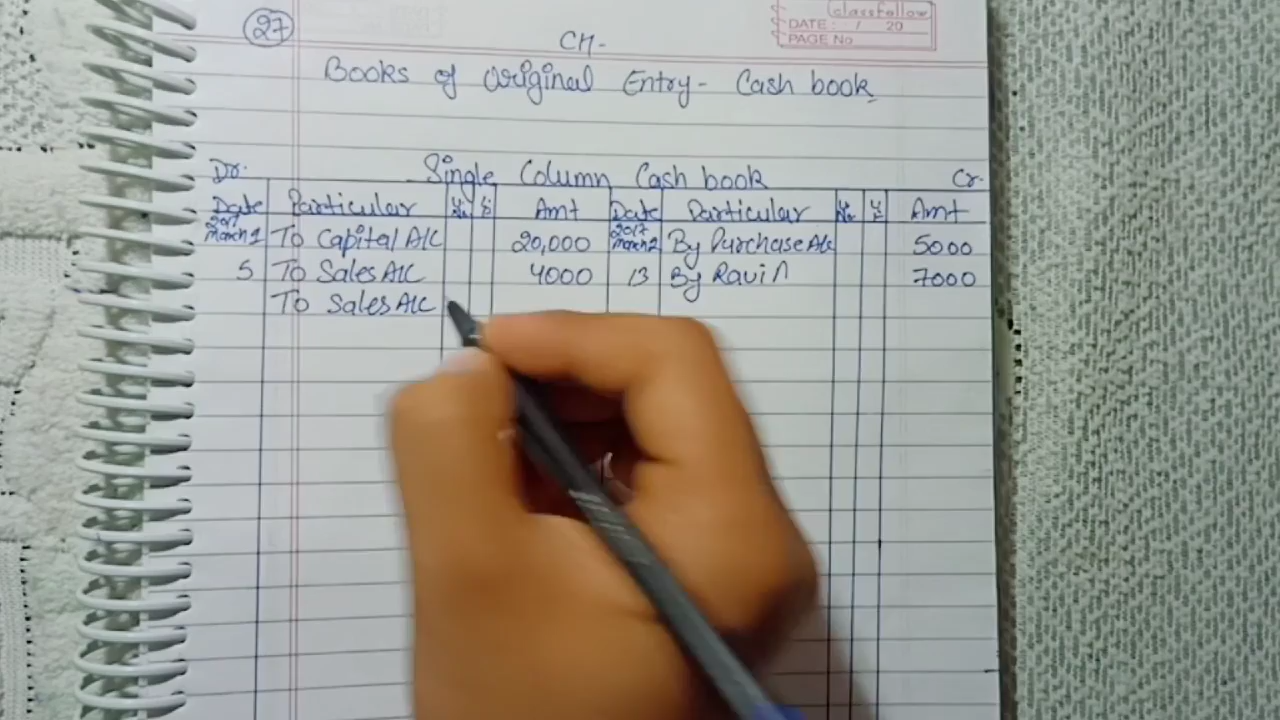 27
classfellow
DATE: / 20
PAGE No
CH-
Books of Original Entry- Cash book
Dr. Single Column Cash book Cr.
Date Particular Amt Date Particular Amt
2017 March 1 To Capital A/C 20,000 2017 March 2 By Purchase A/c 5000
5 To Sales A/C 4000 13 By Ravi 7000
To Sales A/C